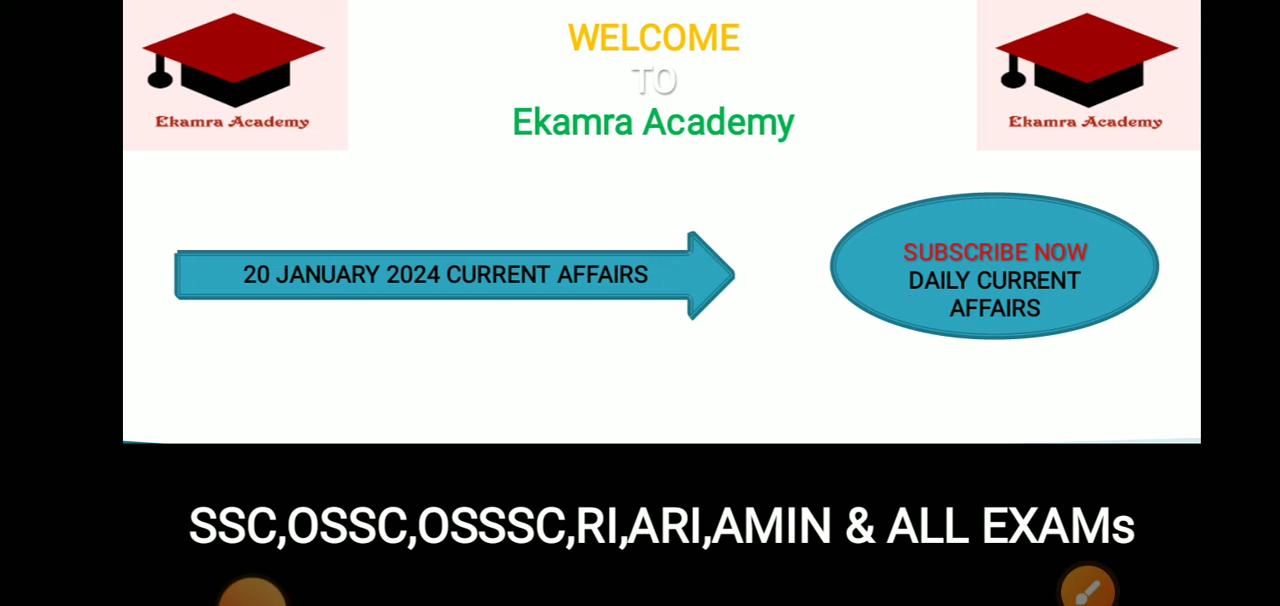 WELCOME
TO
Ekamra Academy
Ekamra Academy
Ekamra Academy
20 JANUARY 2024 CURRENT AFFAIRS
SUBSCRIBE NOW
DAILY CURRENT
AFFAIRS
SSC,OSSC,OSSSC,RI,ARI,AMIN & ALL EXAMs